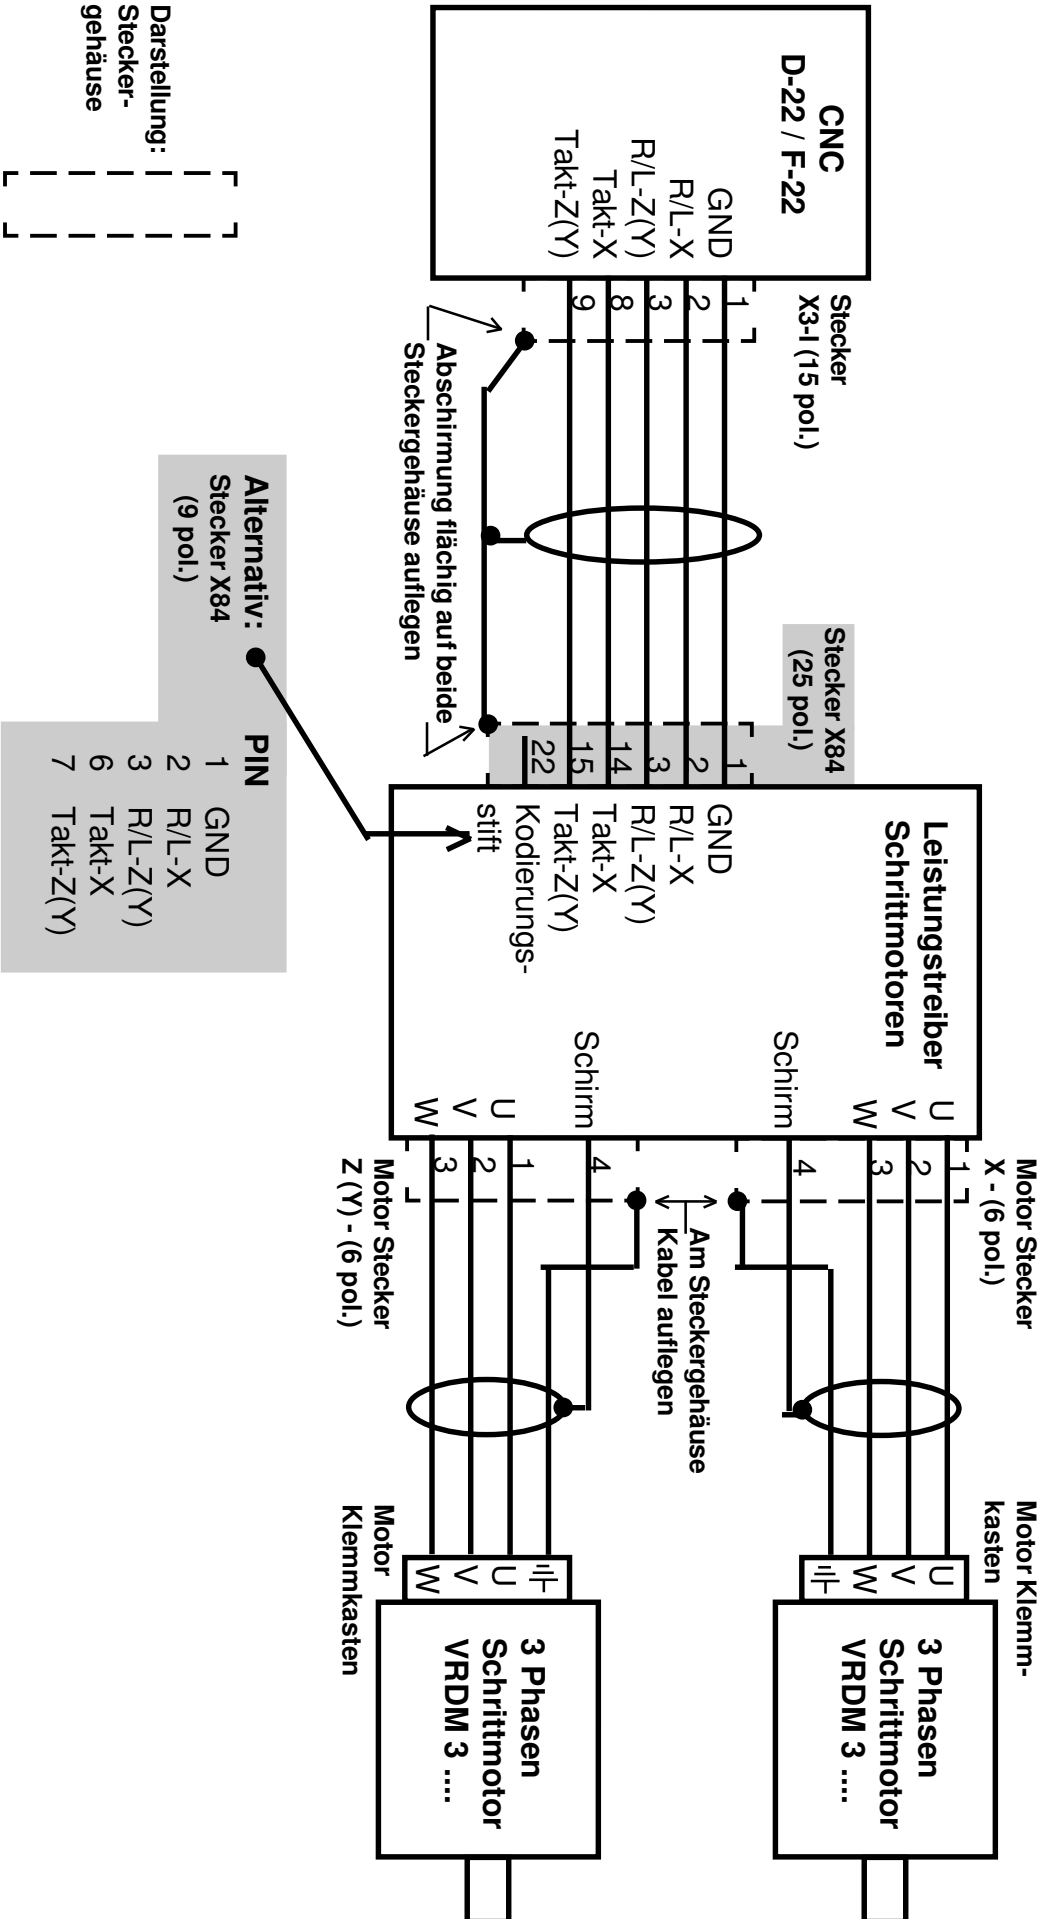 CNC
D-22 / F-22
GND
R/L-X
R/L-Z(Y)
Takt-X
Takt-Z(Y)
Stecker
X3-I (15 pol.)
1
2
3
8
9
Abschirmung flächig auf beide
Steckergehäuse auflegen
Stecker X84
(25 pol.)
1
2
3
14
15
22
Leistungstreiber
Schrittmotoren
GND
R/L-X
R/L-Z(Y)
Takt-X
Takt-Z(Y)
Kodierungs-
stift
U
V
W
Schirm
Schirm
U
V
W
Motor Stecker
X - (6 pol.)
1
2
3
4
Am Steckergehäuse
Kabel auflegen
4
1
2
3
Motor Stecker
Z (Y) - (6 pol.)
Motor Klemm-
kasten
U
V
W
3 Phasen
Schrittmotor
VRDM 3 ....
U
V
W
Motor
Klemmkasten
3 Phasen
Schrittmotor
VRDM 3 ....
Alternativ:
Stecker X84
(9 pol.)
PIN
1 GND
2 R/L-X
3 R/L-Z(Y)
6 Takt-X
7 Takt-Z(Y)
Darstellung:
Stecker-
gehäuse